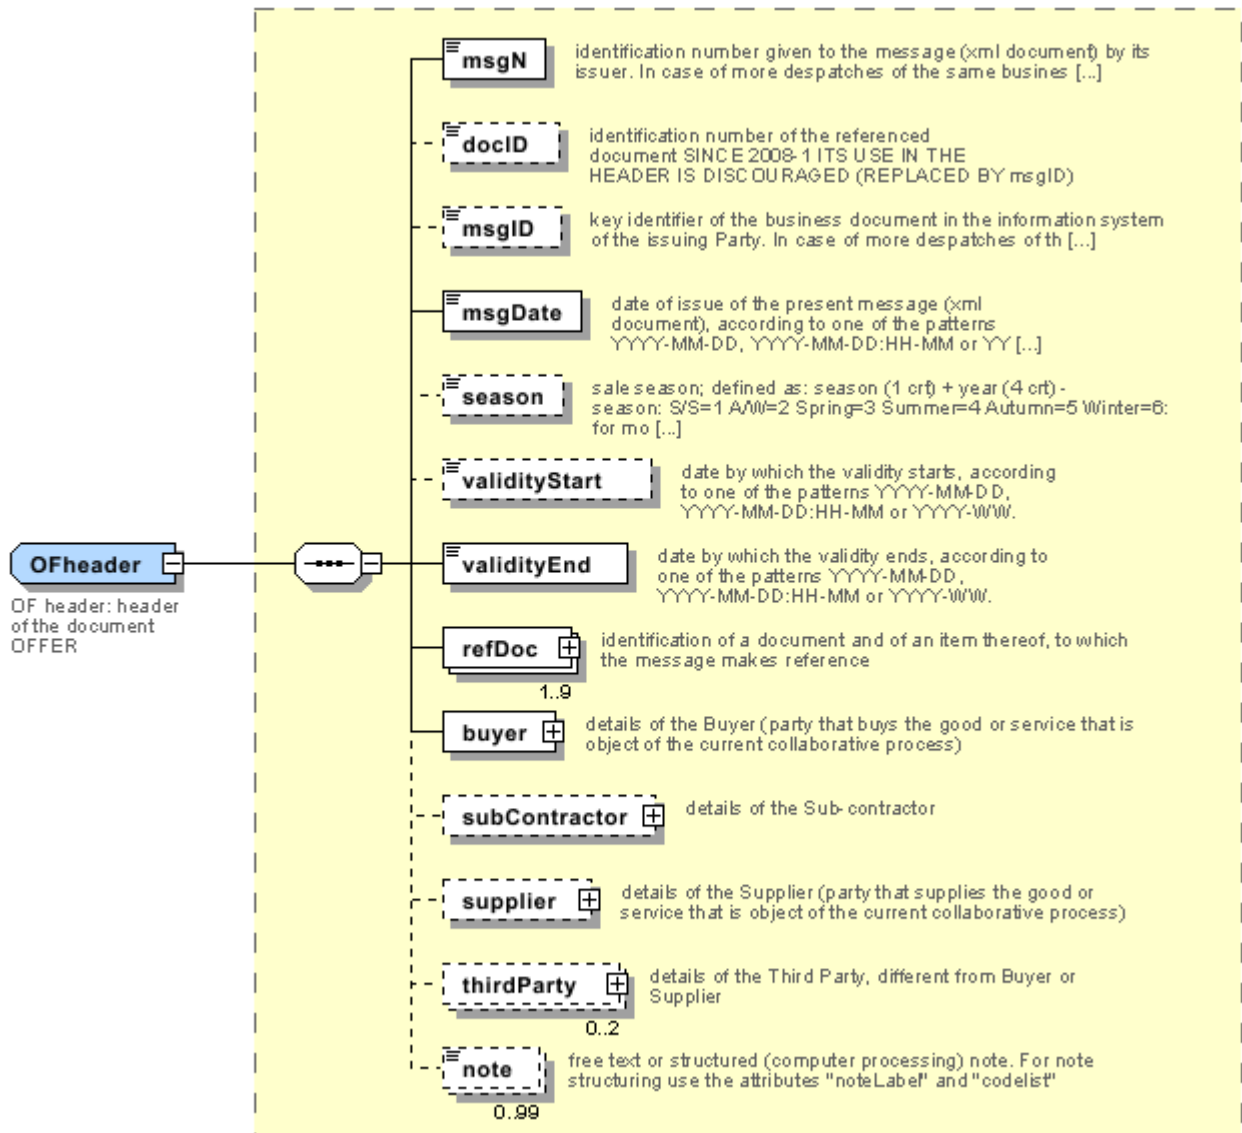 msgN
identification number given to the message (xml document) by its
issuer. In case of more despatches of the same busines [...]
docID
identification number of the referenced
document SINCE 2008-1 ITS USE IN THE
HEADER IS DISCOURAGED (REPLACED BY msgID)
msgID
key identifier of the business document in the information system
of the issuing Party. In case of more despatches of th [...]
msgDate
date of issue of the present message (xml
document), according to one of the patterns
YYYY-MM-DD, YYYY-MM-DD:HH-MM or YY [...]
season
sale season; defined as: season (1 crt) + year (4 crt) -
season: S/S=1 A/W=2 Spring=3 Summer=4 Autumn=5 Winter=6:
for mo [...]
validityStart
date by which the validity starts, according
to one of the patterns YYYY-MM-DD,
YYYY-MM-DD:HH-MM or YYYY-WW.
OFheader
OF header: header
of the document
OFFER
validityEnd
date by which the validity ends, according to
one of the patterns YYYY-MM-DD,
YYYY-MM-DD:HH-MM or YYYY-WW.
refDoc
identification of a document and of an item thereof, to which
the message makes reference
1..9
buyer
details of the Buyer (party that buys the good or service that is
object of the current collaborative process)
subContractor
details of the Sub-contractor
supplier
details of the Supplier (party that supplies the good or
service that is object of the current collaborative process)
thirdParty
details of the Third Party, different from Buyer or
Supplier
0..2
note
free text or structured (computer processing) note. For note
structuring use the attributes "noteLabel" and "codelist"
0..99